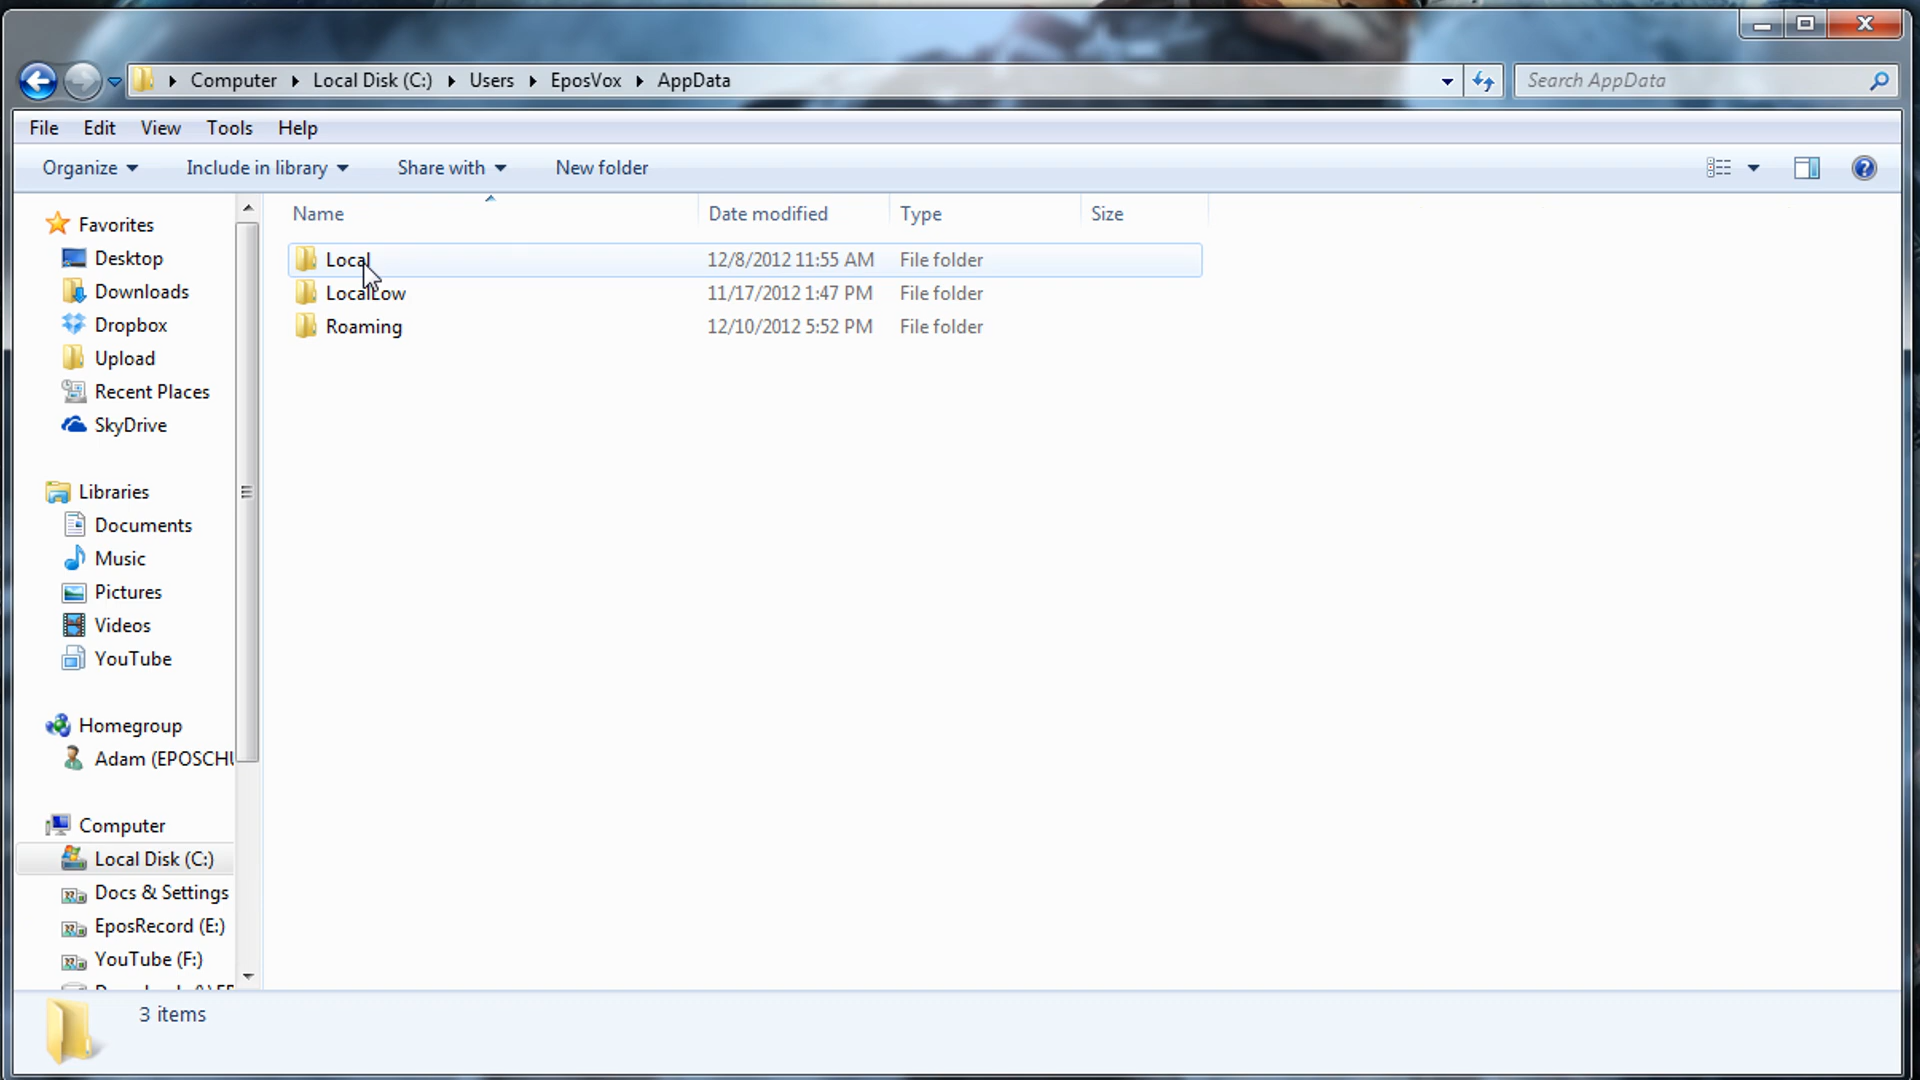 Computer Local Disk (C:) Users EposVox AppData
Search AppData
File Edit View Tools Help
Organize Include in library Share with New folder
Name Date modified Type Size
Local 12/8/2012 11:55 AM File folder
LocalLow 11/17/2012 1:47 PM File folder
Roaming 12/10/2012 5:52 PM File folder
Favorites
Desktop
Downloads
Dropbox
Upload
Recent Places
SkyDrive
Libraries
Documents
Music
Pictures
Videos
YouTube
Homegroup
Adam (EPOSCHU
Computer
Local Disk (C:)
Docs & Settings
EposRecord (E:)
YouTube (F:)
3 items